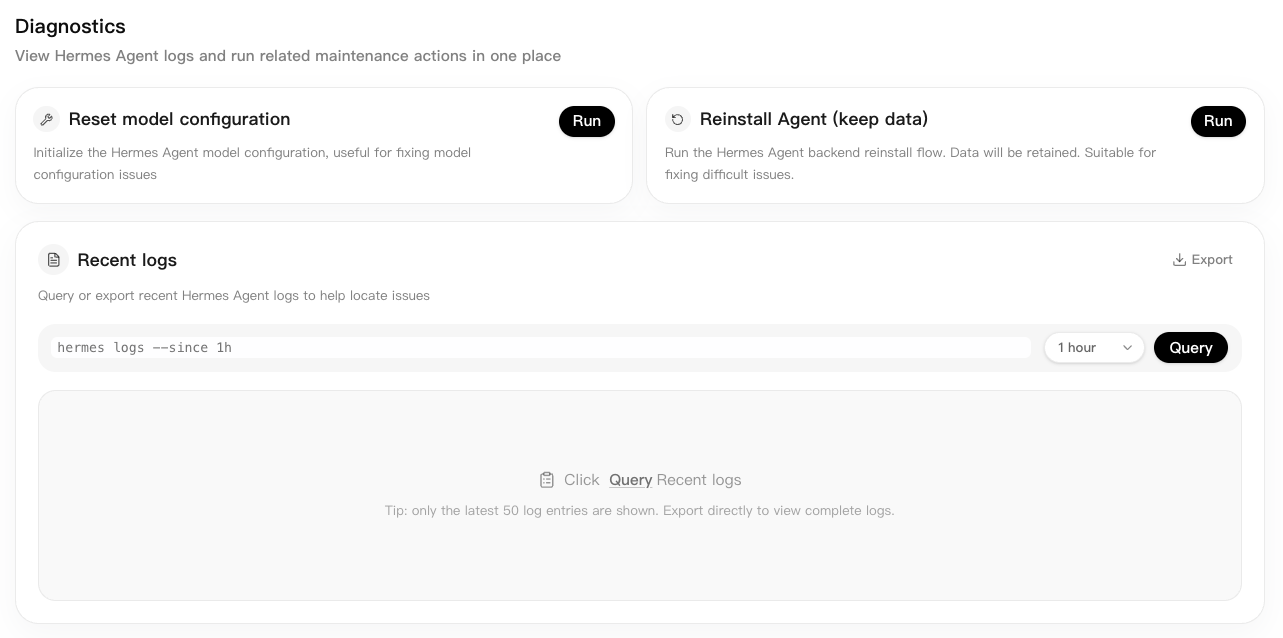 Diagnostics
View Hermes Agent logs and run related maintenance actions in one place
Reset model configuration
Run
Initialize the Hermes Agent model configuration, useful for fixing model
configuration issues
Reinstall Agent (keep data)
Run
Run the Hermes Agent backend reinstall flow. Data will be retained. Suitable for
fixing difficult issues.
Recent logs
Export
Query or export recent Hermes Agent logs to help locate issues
hermes logs --since 1h
1 hour
Query
Click Query Recent logs
Tip: only the latest 50 log entries are shown. Export directly to view complete logs.